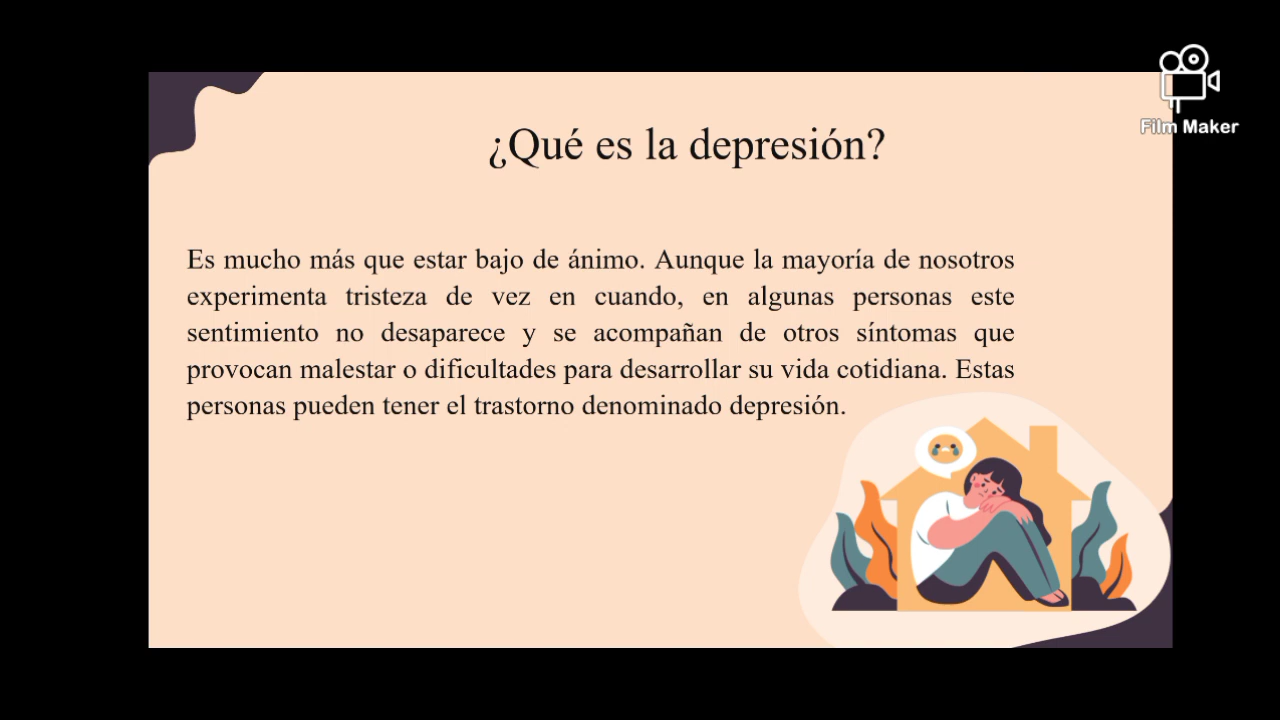 Film Maker
¿Qué es la depresión?
Es mucho más que estar bajo de ánimo. Aunque la mayoría de nosotros
experimenta tristeza de vez en cuando, en algunas personas este
sentimiento no desaparece y se acompañan de otros síntomas que
provocan malestar o dificultades para desarrollar su vida cotidiana. Estas
personas pueden tener el trastorno denominado depresión.